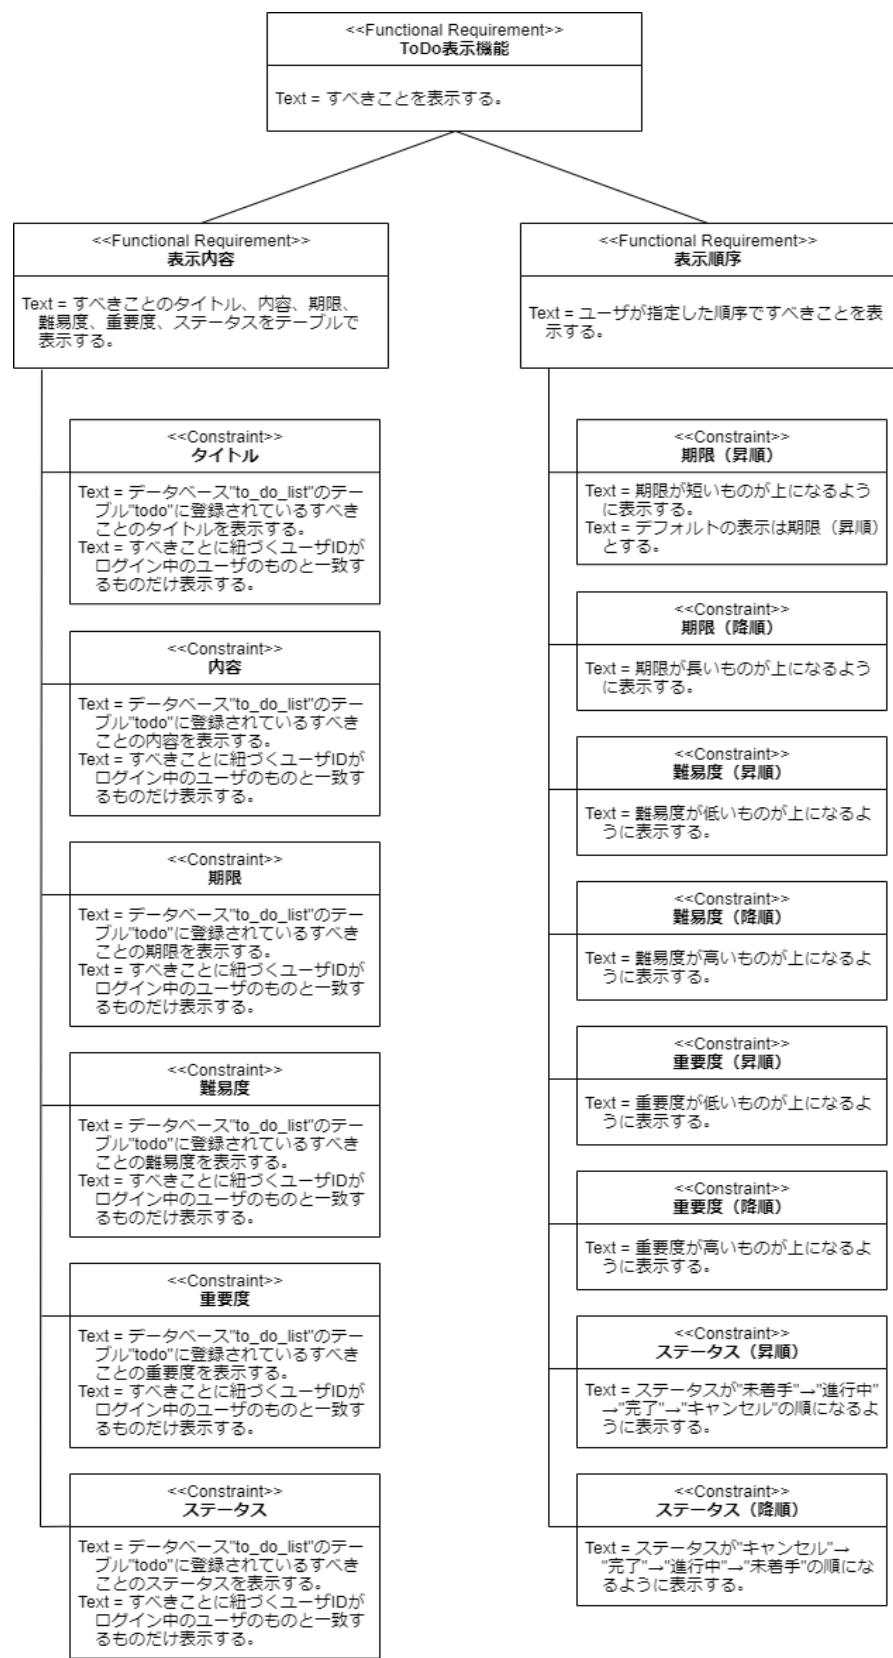 <<Functional Requirement>>
ToDo表示機能
Text = すべきことを表示する。
<<Functional Requirement>>
表示内容
Text = すべきことのタイトル、内容、期限、
難易度、重要度、ステータスをテーブルで
表示する。
<<Constraint>>
タイトル
Text = データベース"to_do_list"のテー
ブル"todo"に登録されているすべき
ことのタイトルを表示する。
Text = すべきことに紐づくユーザIDが
ログイン中のユーザのものと一致す
るものだけ表示する。
<<Constraint>>
内容
Text = データベース"to_do_list"のテー
ブル"todo"に登録されているすべき
ことの内容を表示する。
Text = すべきことに紐づくユーザIDが
ログイン中のユーザのものと一致す
るものだけ表示する。
<<Constraint>>
期限
Text = データベース"to_do_list"のテー
ブル"todo"に登録されているすべき
ことの期限を表示する。
Text = すべきことに紐づくユーザIDが
ログイン中のユーザのものと一致す
るものだけ表示する。
<<Constraint>>
難易度
Text = データベース"to_do_list"のテー
ブル"todo"に登録されているすべき
ことの難易度を表示する。
Text = すべきことに紐づくユーザIDが
ログイン中のユーザのものと一致す
るものだけ表示する。
<<Constraint>>
重要度
Text = データベース"to_do_list"のテー
ブル"todo"に登録されているすべき
ことの重要度を表示する。
Text = すべきことに紐づくユーザIDが
ログイン中のユーザのものと一致す
るものだけ表示する。
<<Constraint>>
ステータス
Text = データベース"to_do_list"のテー
ブル"todo"に登録されているすべき
ことのステータスを表示する。
Text = すべきことに紐づくユーザIDが
ログイン中のユーザのものと一致す
るものだけ表示する。
<<Functional Requirement>>
表示順序
Text = ユーザが指定した順序ですべきことを表
示する。
<<Constraint>>
期限（昇順）
Text = 期限が短いものが上になるよう
に表示する。
Text = デフォルトの表示は期限（昇順）
とする。
<<Constraint>>
期限（降順）
Text = 期限が長いものが上になるよう
に表示する。
<<Constraint>>
難易度（昇順）
Text = 難易度が低いものが上になるよ
うに表示する。
<<Constraint>>
難易度（降順）
Text = 難易度が高いものが上になるよ
うに表示する。
<<Constraint>>
重要度（昇順）
Text = 重要度が低いものが上になるよ
うに表示する。
<<Constraint>>
重要度（降順）
Text = 重要度が高いものが上になるよ
うに表示する。
<<Constraint>>
ステータス（昇順）
Text = ステータスが"未着手"→"進行中"
→"完了"→"キャンセル"の順になるよ
うに表示する。
<<Constraint>>
ステータス（降順）
Text = ステータスが"キャンセル"→
"完了"→"進行中"→"未着手"の順にな
るように表示する。